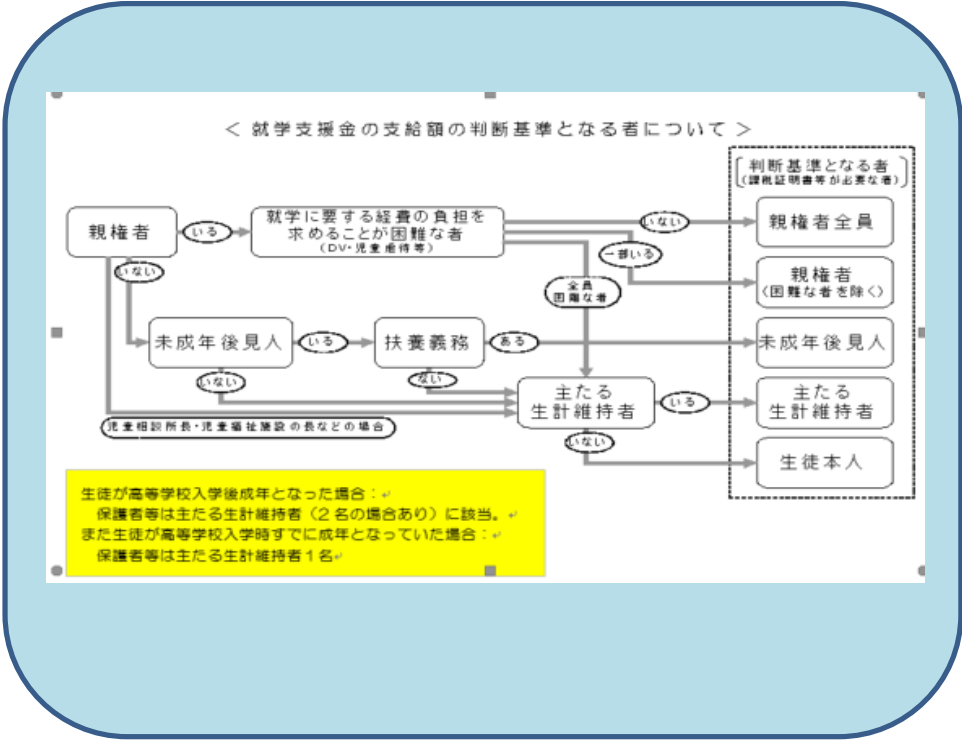 ＜ 就学支援金の支給額の判断基準となる者について ＞
判断基準となる者
（課税証明書等が必要な者）
親権者
いる
就学に要する経費の負担を
求めることが困難な者
（DV・児童虐待等）
いない
親権者全員
一部いる
親権者
（困難な者を除く）
全員
困難な者
いない
未成年後見人
いる
扶養義務
ある
未成年後見人
いない
ない
主たる
生計維持者
いる
主たる
生計維持者
児童相談所長・児童福祉施設の長などの場合
いない
生徒本人
生徒が高等学校入学後成年となった場合：↵
保護者等は主たる生計維持者（２名の場合あり）に該当。↵
また生徒が高等学校入学時すでに成年となっていた場合：↵
保護者等は主たる生計維持者１名↵